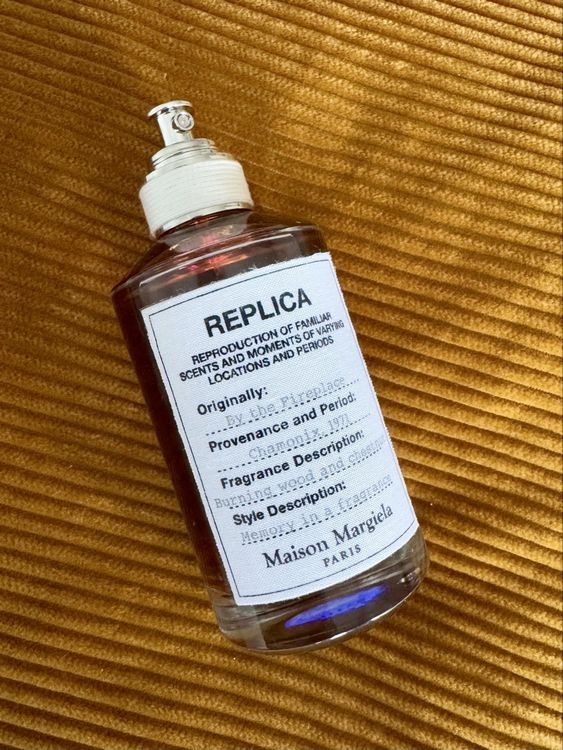 REPLICA
REPRODUCTION OF FAMILIAR
SCENTS AND MOMENTS OF VARYING
LOCATIONS AND PERIODS
Originally:
By the Fireplace
Provenance and Period:
Chamonix, 1971
Fragrance Description:
Burning wood and chestnut
Style Description:
Memory in a fragrance
Maison Margiela
PARIS